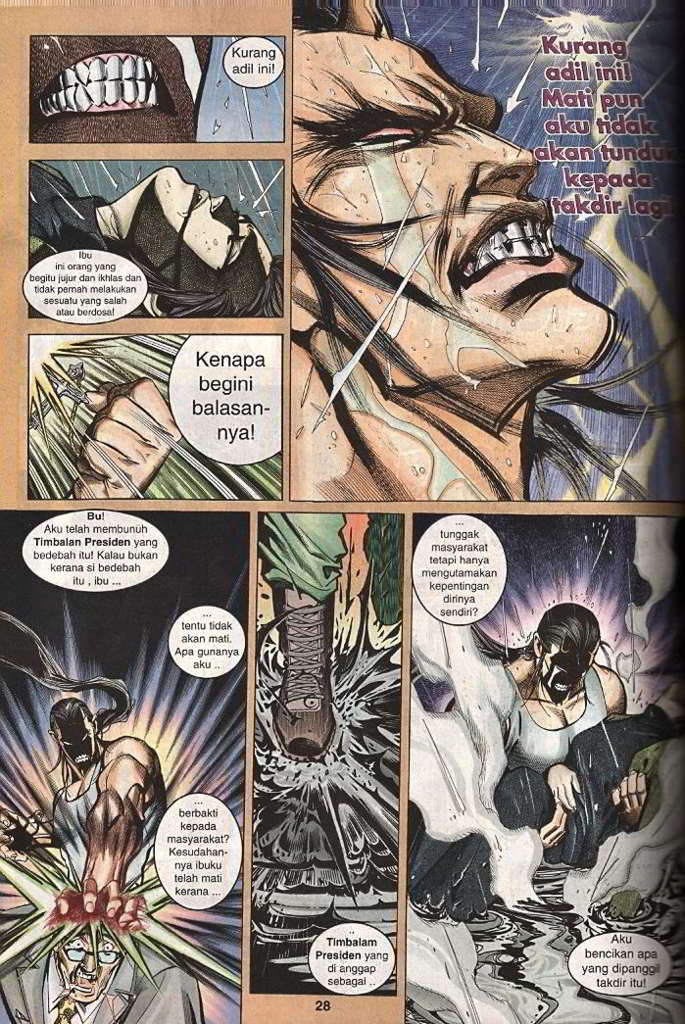 Kurang
adil ini!
Ibu
ini orang yang
begitu jujur dan ikhlas dan
tidak pernah melakukan
sesuatu yang salah
atau berdosa!
Kenapa
begini
balasan-
nya!
Kurang
adil ini!
Mati pun
aku tidak
akan tunduk
kepada
takdir lagi
Bu!
Aku telah membunuh
Timbalan Presiden yang
bedebah itu! Kalau bukan
kerana si bedebah
itu , ibu ...
...
tentu tidak
akan mati.
Apa gunanya
aku ..
...
berbakti
kepada
masyarakat?
Kesudahan-
nya ibuku
telah mati
kerana ...
..
Timbalam
Presiden yang
di anggap
sebagai ..
...
tunggak
masyarakat
tetapi hanya
mengutamakan
kepentingan
dirinya
sendiri?
Aku
bencikan apa
yang dipanggil
takdir itu!
28